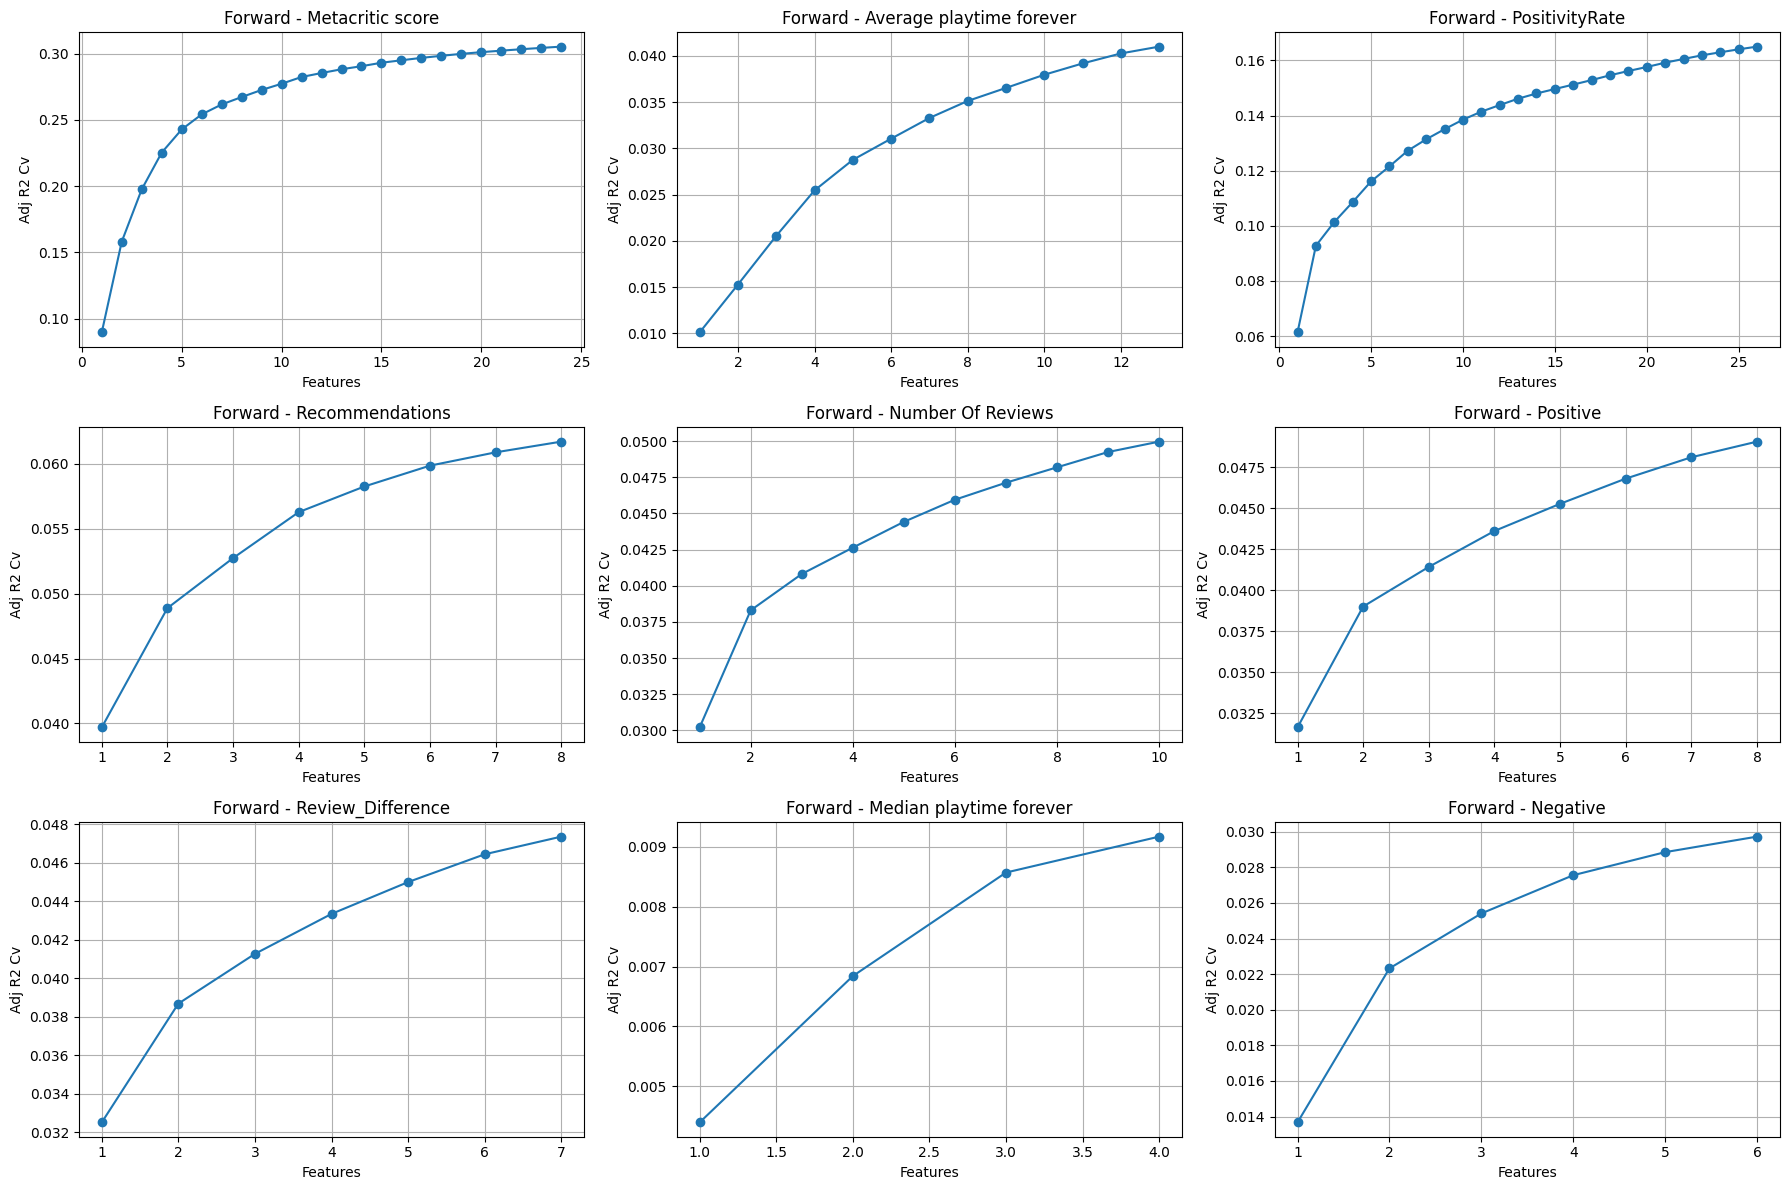 Forward - Metacritic score
Adj R2 Cv
0.30
0.25
0.20
0.15
0.10
0 5 10 15 20 25
Features
Forward - Average playtime forever
Adj R2 Cv
0.040
0.035
0.030
0.025
0.020
0.015
0.010
2 4 6 8 10 12
Features
Forward - PositivityRate
Adj R2 Cv
0.16
0.14
0.12
0.10
0.08
0.06
0 5 10 15 20 25
Features
Forward - Recommendations
Adj R2 Cv
0.060
0.055
0.050
0.045
0.040
1 2 3 4 5 6 7 8
Features
Forward - Number Of Reviews
Adj R2 Cv
0.0500
0.0475
0.0450
0.0425
0.0400
0.0375
0.0350
0.0325
0.0300
2 4 6 8 10
Features
Forward - Positive
Adj R2 Cv
0.0475
0.0450
0.0425
0.0400
0.0375
0.0350
0.0325
1 2 3 4 5 6 7 8
Features
Forward - Review_Difference
Adj R2 Cv
0.048
0.046
0.044
0.042
0.040
0.038
0.036
0.034
0.032
1 2 3 4 5 6 7
Features
Forward - Median playtime forever
Adj R2 Cv
0.009
0.008
0.007
0.006
0.005
1.0 1.5 2.0 2.5 3.0 3.5 4.0
Features
Forward - Negative
Adj R2 Cv
0.030
0.028
0.026
0.024
0.022
0.020
0.018
0.016
0.014
1 2 3 4 5 6
Features